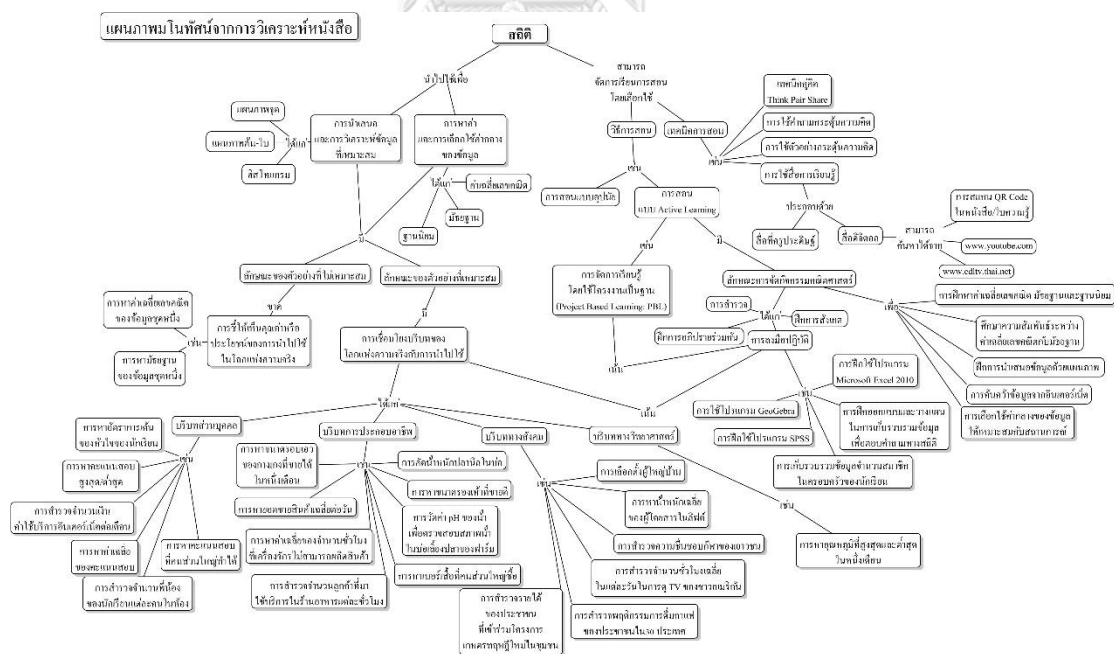 แผนภาพมโนทัศน์จากการวิเคราะห์หนังสือ
สถิติ
นำไปใช้เพื่อ
สามารถ
จัดการเรียนการสอน
โดยเลือกใช้
แผนภาพจุด
แผนภาพต้น-ใบ
ฮิสโทแกรม
ได้แก่
การนำเสนอ
และการวิเคราะห์ข้อมูล
ที่เหมาะสม
การหาค่า
และการเลือกใช้ค่ากลาง
ของข้อมูล
ได้แก่
ค่าเฉลี่ยเลขคณิต
มัธยฐาน
ฐานนิยม
วิธีการสอน
เทคนิคการสอน
เทคนิคคู่คิด
Think Pair Share
การใช้คำถามกระตุ้นความคิด
การใช้ตัวอย่างกระตุ้นความคิด
เช่น
การใช้สื่อการเรียนรู้
เช่น
การสอนแบบอุปนัย
การสอน
แบบ Active Learning
ประกอบด้วย
สื่อที่ครูประดิษฐ์
สื่อดิจิตอล
สามารถ
ค้นหาได้จาก
การสแกน QR Code
ในหนังสือ/ใบความรู้
www.youtube.com
www.edltv.thai.net
มี
ลักษณะของตัวอย่างที่ไม่เหมาะสม
ลักษณะของตัวอย่างที่เหมาะสม
เช่น
มี
การจัดการเรียนรู้
โดยใช้โครงงานเป็นฐาน
(Project Based Learning: PBL)
ลักษณะการจัดกิจกรรมคณิตศาสตร์
ขาด
การหาค่าเฉลี่ยเลขคณิต
ของข้อมูลชุดหนึ่ง
เช่น
การหามัธยฐาน
ของข้อมูลชุดหนึ่ง
การชี้ให้เห็นคุณค่าหรือ
ประโยชน์ของการนำไปใช้
ในโลกแห่งความจริง
มี
การเชื่อมโยงบริบทของ
โลกแห่งความจริงกับการนำไปใช้
การสำรวจ
ได้แก่
ฝึกการสังเกต
ฝึกการอภิปรายร่วมกัน
การลงมือปฏิบัติ
เน้น
เพื่อ
การฝึกหาค่าเฉลี่ยเลขคณิต มัธยฐานและฐานนิยม
ศึกษาความสัมพันธ์ระหว่าง
ค่าเฉลี่ยเลขคณิตกับมัธยฐาน
ฝึกการนำเสนอข้อมูลด้วยแผนภาพ
การค้นคว้าข้อมูลจากอินเตอร์เน็ต
การเลือกใช้ค่ากลางของข้อมูล
ให้เหมาะสมกับสถานการณ์
เช่น
การฝึกใช้โปรแกรม
Microsoft Excel 2010
การใช้โปรแกรม GeoGebra
การฝึกใช้โปรแกรม SPSS
การฝึกออกแบบและวางแผน
ในการเก็บรวบรวมข้อมูล
เพื่อตอบคำถามทางสถิติ
การเก็บรวบรวมข้อมูลจำนวนสมาชิก
ในครอบครัวของนักเรียน
ได้แก่
เน้น
บริบทส่วนบุคคล
บริบทการประกอบอาชีพ
บริบททางสังคม
บริบททางวิทยาศาสตร์
การหาอัตราการเต้น
ของหัวใจของนักเรียน
เช่น
การหาคะแนนสอบ
สูงสุด/ต่ำสุด
การสำรวจจำนวนเงิน
ค่าใช้บริการอินเตอร์เน็ตต่อเดือน
การหาค่าเฉลี่ย
ของคะแนนสอบ
การหาคะแนนสอบ
ที่คนส่วนใหญ่ทำได้
การสำรวจจำนวนพี่น้อง
ของนักเรียนแต่ละคนในห้อง
การหาขนาดรอบเอว
ของกางเกงที่ขายได้
ในหนึ่งเดือน
เช่น
การคัดน้ำหนักปลานิลในบ่อ
การหาขนาดรองเท้าที่ขายดี
การหายอดขายสินค้าเฉลี่ยต่อวัน
การวัดค่า pH ของน้ำ
เพื่อตรวจสอบสภาพน้ำ
ในบ่อเลี้ยงปลาของฟาร์ม
การหาค่าเฉลี่ยของจำนวนชั่วโมง
ที่เครื่องจักรไม่สามารถผลิตสินค้า
การหาเบอร์เสื้อที่คนส่วนใหญ่ซื้อ
การสำรวจจำนวนลูกค้าที่มา
ใช้บริการในร้านอาหารแต่ละชั่วโมง
เช่น
การเลือกตั้งผู้ใหญ่บ้าน
การหาน้ำหนักเฉลี่ย
ของผู้โดยสารในลิฟต์
การสำรวจความชื่นชอบกีฬาของเยาวชน
การสำรวจจำนวนชั่วโมงเฉลี่ย
ในแต่ละวันในการดู TV ของชาวอเมริกัน
การสำรวจพฤติกรรมการดื่มกาแฟ
ของประชาชนใน30 ประเทศ
การสำรวจรายได้
ของประชาชน
ที่เข้าร่วมโครงการ
เกษตรทฤษฎีใหม่ในชุมชน
เช่น
การหาอุณหภูมิที่สูงสุดและต่ำสุด
ในหนึ่งเดือน